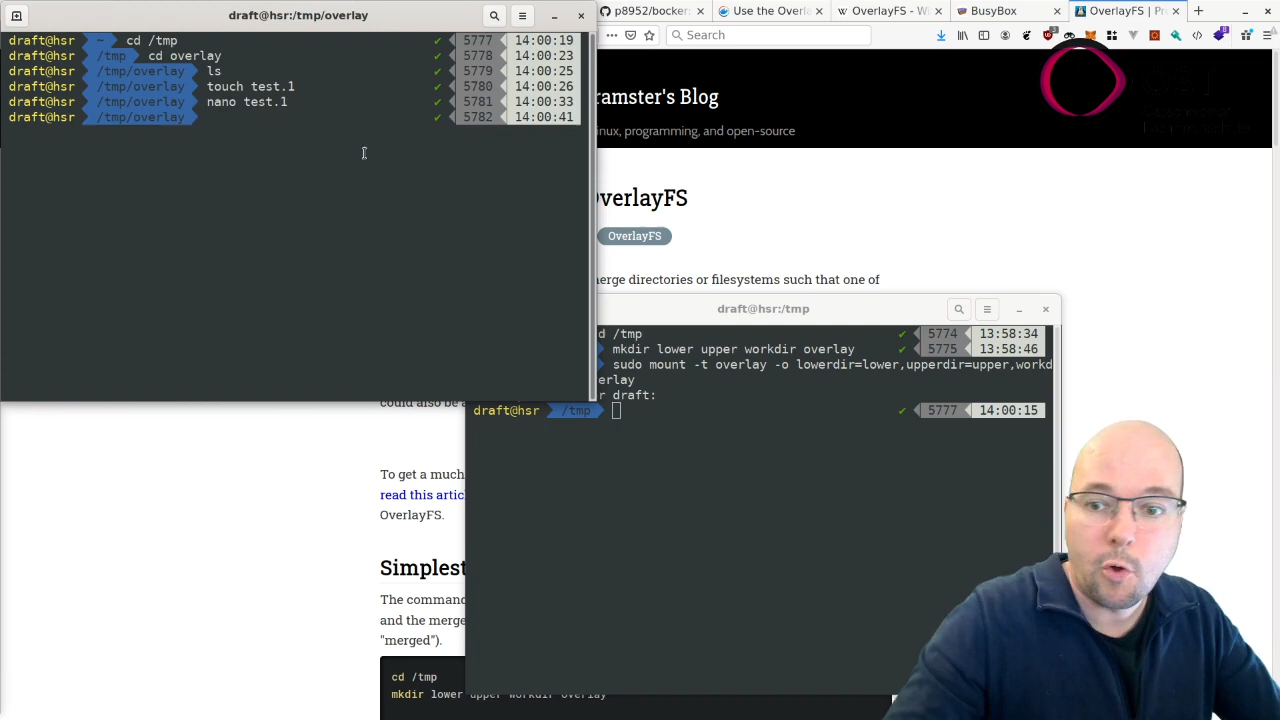 draft@hsr:/tmp/overlay
draft@hsr ~ cd /tmp ✔ 5777 14:00:19
draft@hsr /tmp cd overlay ✔ 5778 14:00:23
draft@hsr /tmp/overlay ls ✔ 5779 14:00:25
draft@hsr /tmp/overlay touch test.1 ✔ 5780 14:00:26
draft@hsr /tmp/overlay nano test.1 ✔ 5781 14:00:33
draft@hsr /tmp/overlay ✔ 5782 14:00:41
p8952/bocker:
Use the Overla
OverlayFS - Wi
BusyBox
OverlayFS | Pro
Search
ramster's Blog
inux, programming, and open-source
OverlayFS
OverlayFS
merge directories or filesystems such that one of
draft@hsr:/tmp
d /tmp ✔ 5774 13:58:34
mkdir lower upper workdir overlay ✔ 5775 13:58:46
sudo mount -t overlay -o lowerdir=lower,upperdir=upper,workd
erlay
r draft:
draft@hsr /tmp ✔ 5777 14:00:15
could also be a
To get a much
read this artic
OverlayFS.
Simplest
The command
and the merge
"merged").
cd /tmp
mkdir lower upper workdir overlay